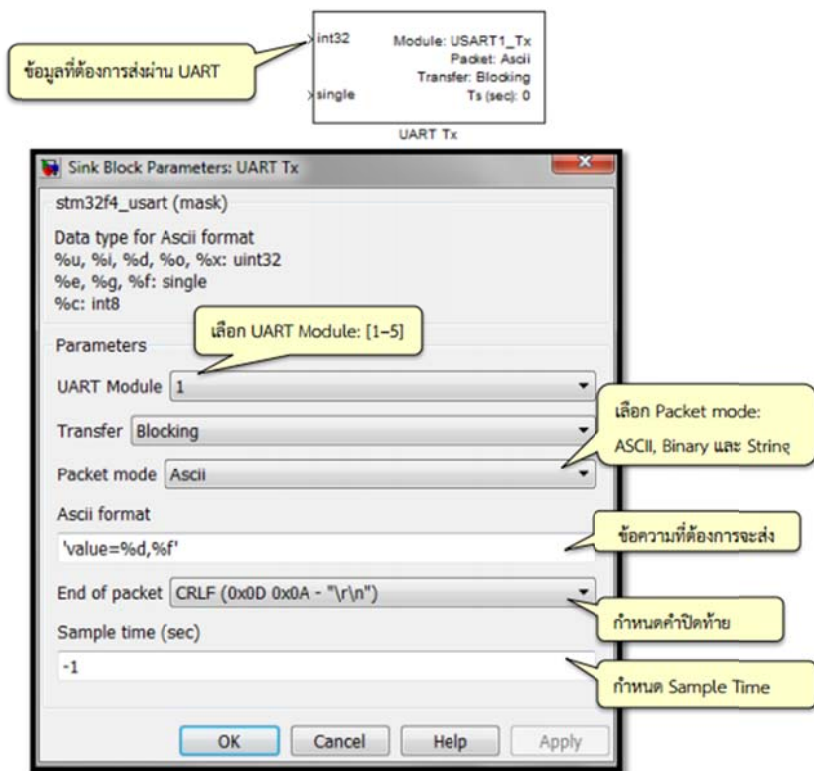 ข้อมูลที่ต้องการส่งผ่าน UART
int32
Module: USART1_Tx
Packet: Ascii
Transfer: Blocking
single
Ts (sec): 0
UART Tx
Sink Block Parameters: UART Tx
stm32f4_usart (mask)
Data type for Ascii format
%u, %i, %d, %o, %x: uint32
%e, %g, %f: single
%c: int8
เลือก UART Module: [1–5]
Parameters
UART Module 1
Transfer Blocking
เลือก Packet mode:
ASCII, Binary และ String
Packet mode Ascii
Ascii format
'value=%d,%f'
ข้อความที่ต้องการจะส่ง
End of packet CRLF (0x0D 0x0A - "\r\n")
กำหนดคำปิดท้าย
Sample time (sec)
-1
กำหนด Sample Time
OK
Cancel
Help
Apply